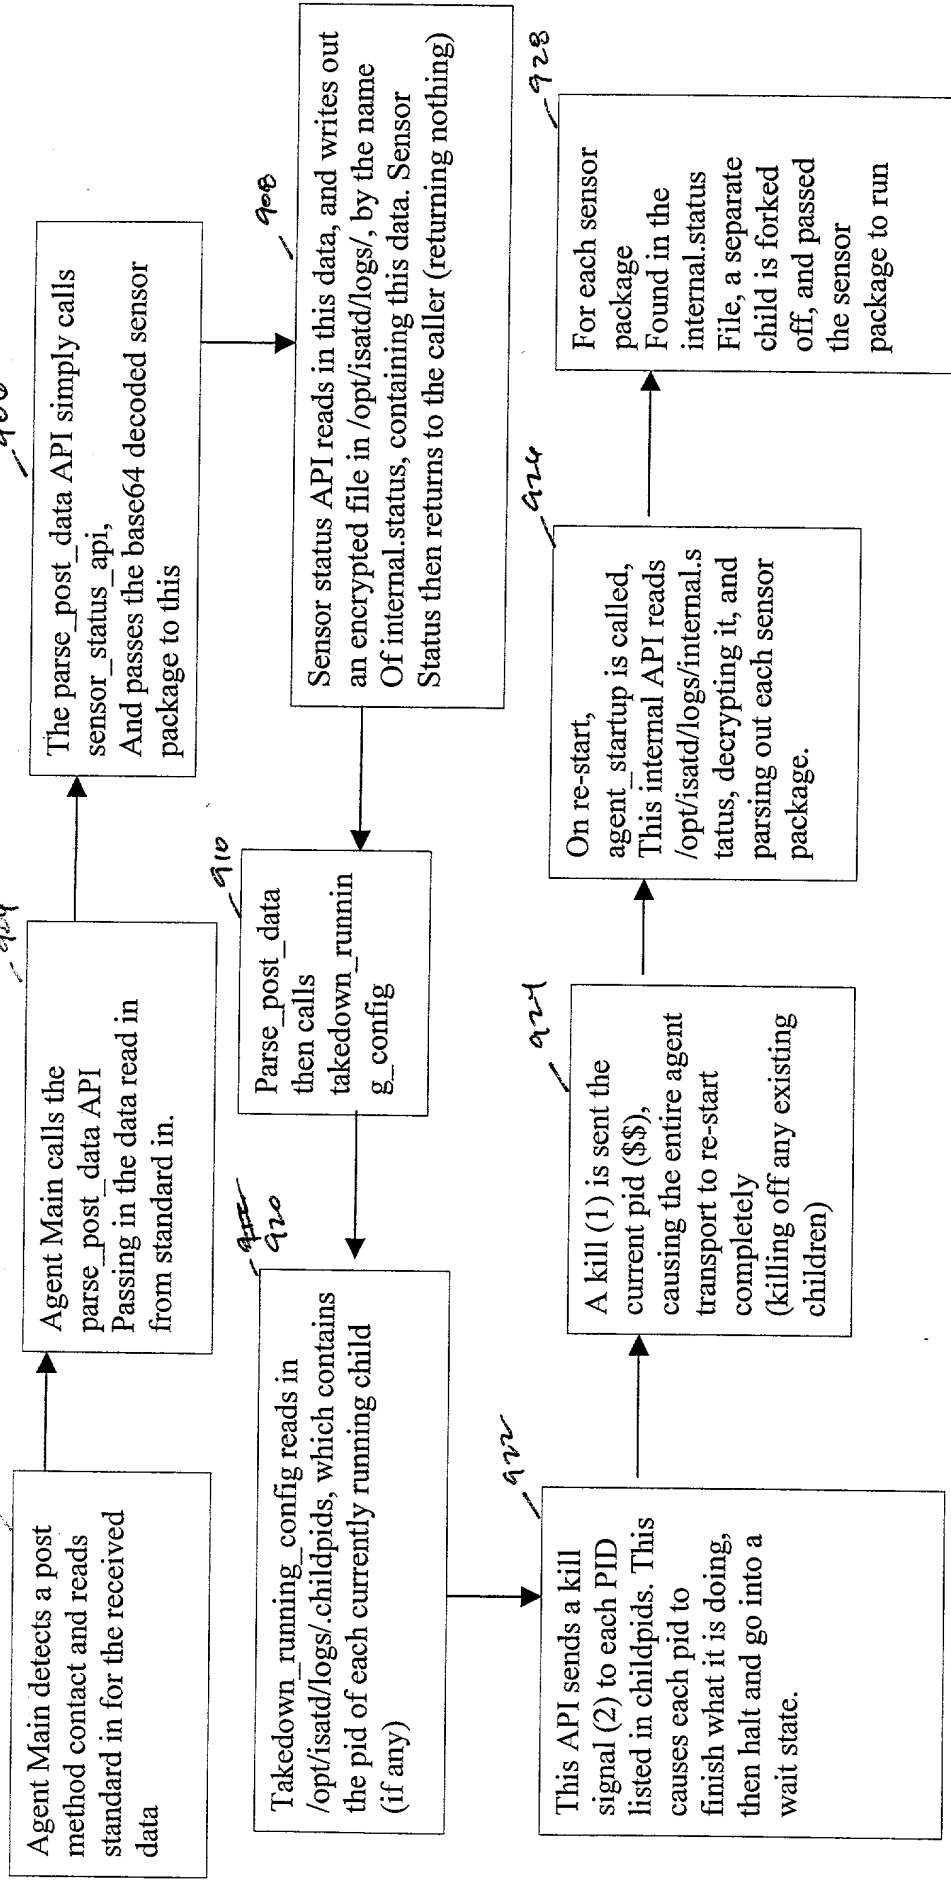 Agent Main detects a post
method contact and reads
standard in for the received
data
Agent Main calls the
parse_post_data API
Passing in the data read in
from standard in.
The parse_post_data API simply calls
sensor_status_api,
And passes the base64 decoded sensor
package to this
908
Sensor status API reads in this data, and writes out
an encrypted file in /opt/isatd/logs/, by the name
Of internal.status, containing this data. Sensor
Status then returns to the caller (returning nothing)
910
Parse_post_data
then calls
takedown_runnin
g_config
920
Takedown_running_config reads in
/opt/isatd/logs/.childpids, which contains
the pid of each currently running child
(if any)
922
This API sends a kill
signal (2) to each PID
listed in childpids. This
causes each pid to
finish what it is doing,
then halt and go into a
wait state.
924
A kill (1) is sent the
current pid ($$),
causing the entire agent
transport to re-start
completely
(killing off any existing
children)
926
On re-start,
agent_startup is called,
This internal API reads
/opt/isatd/logs/internal.s
tatus, decrypting it, and
parsing out each sensor
package.
928
For each sensor
package
Found in the
internal.status
File, a separate
child is forked
off, and passed
the sensor
package to run